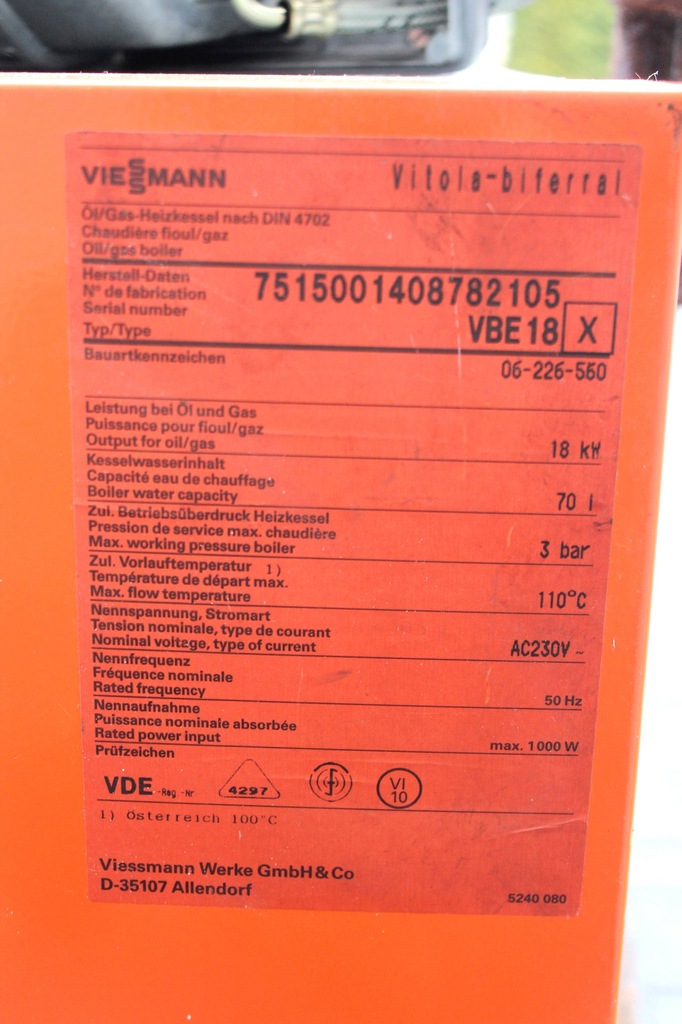 VIESSMANN Vitola-biferral
Öl/Gas-Heizkessel nach DIN 4702
Chaudière fioul/gaz
Oil/gas boiler
Herstell-Daten
N° de fabrication
Serial number
7515001408782105
Typ/Type VBE 18 X
Bauartkennzeichen 06-226-560
Leistung bei Öl und Gas
Puissance pour fioul/gaz
Output for oil/gas 18 kW
Kesselwasserinhalt
Capacité eau de chauffage
Boiler water capacity 70 l
Zul. Betriebsüberdruck Heizkessel
Pression de service max. chaudière
Max. working pressure boiler 3 bar
Zul. Vorlauftemperatur 1)
Température de départ max.
Max. flow temperature 110°C
Nennspannung, Stromart
Tension nominale, type de courant
Nominal voltage, type of current AC230V ~
Nennfrequenz
Fréquence nominale
Rated frequency 50 Hz
Nennaufnahme
Puissance nominale absorbée
Rated power input max. 1000 W
Prüfzeichen
VDE -Reg.-Nr 4297 VI 10
1) Österreich 100°C
Viessmann Werke GmbH & Co
D-35107 Allendorf
5240 080